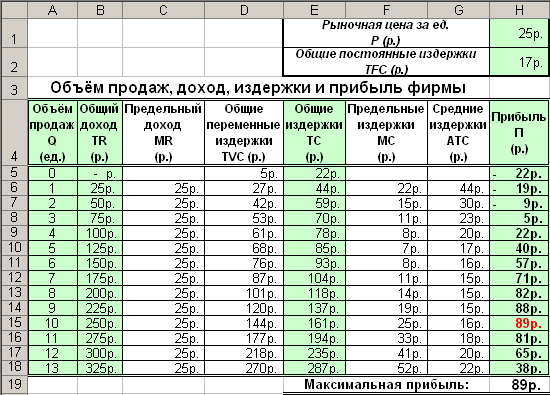 A B C D E F G H
1 Рыночная цена за ед. P (р.) 25р.
2 Общие постоянные издержки TFC (р.) 17р.
3 Объём продаж, доход, издержки и прибыль фирмы
4 Объём продаж Q (ед.) Общий доход TR (р.) Предельный доход MR (р.) Общие переменные издержки TVC (р.) Общие издержки TC (р.) Предельные издержки MC (р.) Средние издержки ATC (р.) Прибыль П (р.)
5 0 - р. 5р. 22р. - 22р.
6 1 25р. 25р. 27р. 44р. 22р. 44р. - 19р.
7 2 50р. 25р. 42р. 59р. 15р. 30р. - 9р.
8 3 75р. 25р. 53р. 70р. 11р. 23р. 5р.
9 4 100р. 25р. 61р. 78р. 8р. 20р. 22р.
10 5 125р. 25р. 68р. 85р. 7р. 17р. 40р.
11 6 150р. 25р. 76р. 93р. 8р. 16р. 57р.
12 7 175р. 25р. 87р. 104р. 11р. 15р. 71р.
13 8 200р. 25р. 101р. 118р. 14р. 15р. 82р.
14 9 225р. 25р. 120р. 137р. 19р. 15р. 88р.
15 10 250р. 25р. 144р. 161р. 25р. 16р. 89р.
16 11 275р. 25р. 177р. 194р. 33р. 18р. 81р.
17 12 300р. 25р. 218р. 235р. 41р. 20р. 65р.
18 13 325р. 25р. 270р. 287р. 52р. 22р. 38р.
19 Максимальная прибыль: 89р.